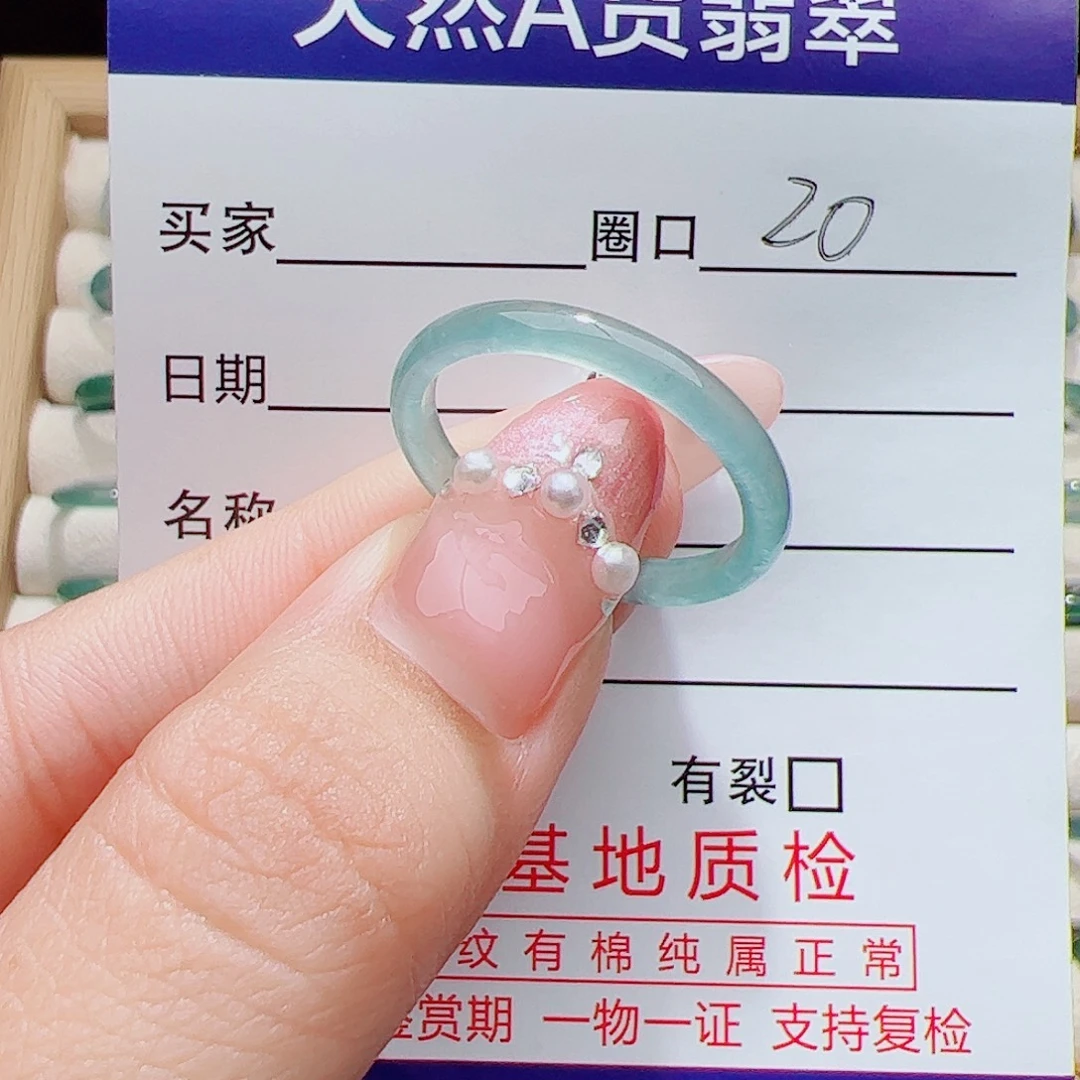 天然A货翡翠
买家 圈口 20
日期
名称
有裂
基地质检
纹有棉纯属正常
鉴赏期 一物一证 支持复检